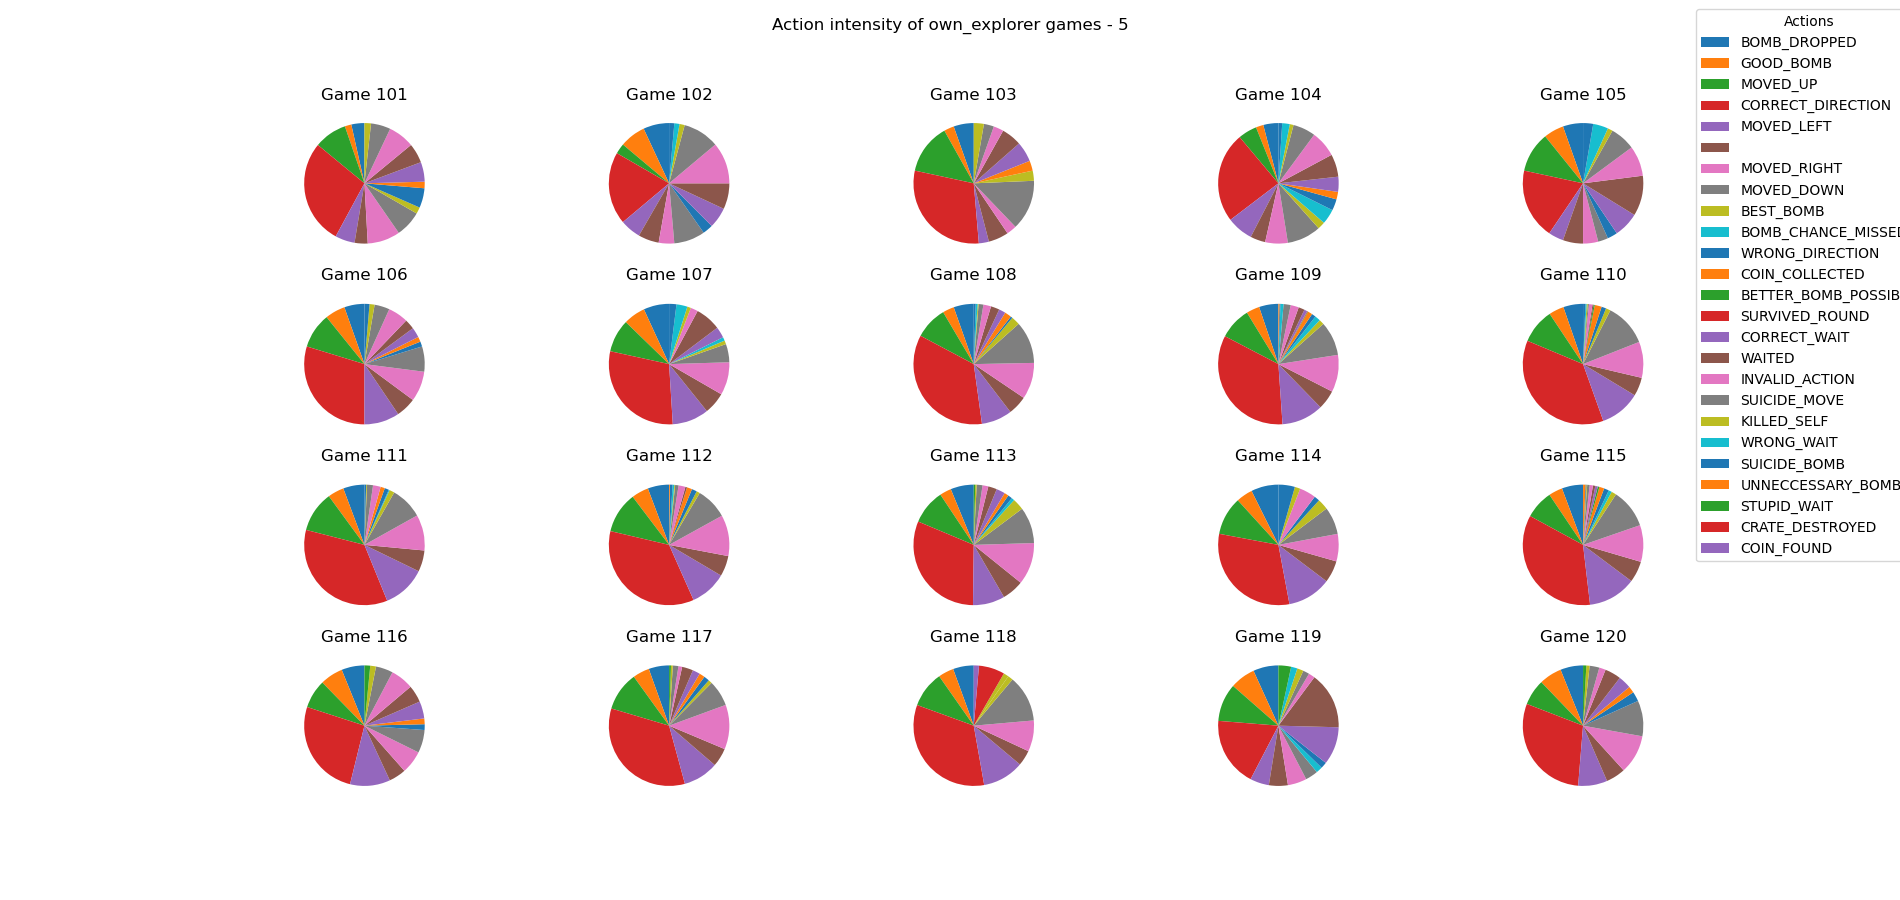 Action intensity of own_explorer games - 5
Game 101
Game 102
Game 103
Game 104
Game 105
Game 106
Game 107
Game 108
Game 109
Game 110
Game 111
Game 112
Game 113
Game 114
Game 115
Game 116
Game 117
Game 118
Game 119
Game 120
Actions
BOMB_DROPPED
GOOD_BOMB
MOVED_UP
CORRECT_DIRECTION
MOVED_LEFT
MOVED_RIGHT
MOVED_DOWN
BEST_BOMB
BOMB_CHANCE_MISSED
WRONG_DIRECTION
COIN_COLLECTED
BETTER_BOMB_POSSIB
SURVIVED_ROUND
CORRECT_WAIT
WAITED
INVALID_ACTION
SUICIDE_MOVE
KILLED_SELF
WRONG_WAIT
SUICIDE_BOMB
UNNECCESSARY_BOMB
STUPID_WAIT
CRATE_DESTROYED
COIN_FOUND